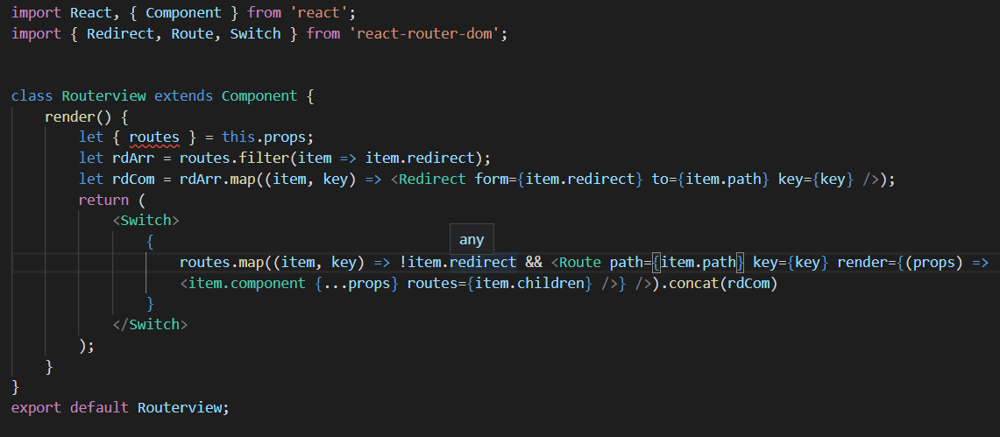 import React, { Component } from 'react';
import { Redirect, Route, Switch } from 'react-router-dom';
class Routerview extends Component {
render() {
let { routes } = this.props;
let rdArr = routes.filter(item => item.redirect);
let rdCom = rdArr.map((item, key) => <Redirect form={item.redirect} to={item.path} key={key} />);
return (
<Switch>
{
any
routes.map((item, key) => !item.redirect && <Route path={item.path} key={key} render={(props) =>
<item.component {...props} routes={item.children} />} />).concat(rdCom)
}
</Switch>
);
}
}
export default Routerview;